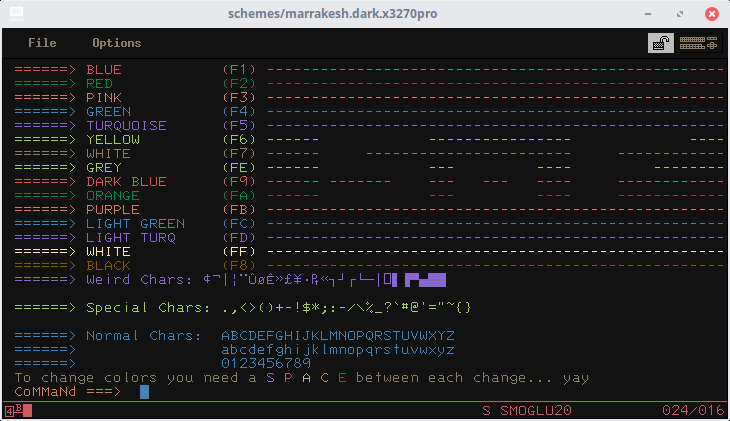 schemes/marrakesh.dark.x3270pro
File Options
======> BLUE (F1) ----------------------------------------------------------
======> RED (F2) ----------------------------------------------------------
======> PINK (F3) ----------------------------------------------------------
======> GREEN (F4) ----------------------------------------------------------
======> TURQUOISE (F5) ----------------------------------------------------------
======> YELLOW (F6) ------ --- ------------ ---- -----
======> WHITE (F7) ------ --- --- --- --- ----
======> GREY (FE) ------ --- ------------ ---- -----
======> DARK BLUE (F9) ------ --- --- --- -------------
======> ORANGE (FA) ------ --- --- --- -------------
======> PURPLE (FB) ----------------------------------------------------------
======> LIGHT GREEN (FC) ----------------------------------------------------------
======> LIGHT TURQ (FD) ----------------------------------------------------------
======> WHITE (FF) ----------------------------------------------------------
======> BLACK (F8) ----------------------------------------------------------
======> Weird Chars:
======> Special Chars: .,<>()+-!$*;:-/\%_?`#@'="~{}
======> Normal Chars: ABCDEFGHIJKLMNOPQRSTUVWXYZ
======> abcdefghijklmnopqrstuvwxyz
======> 0123456789
To change colors you need a S P A C E between each change... yay
CoMMaNd ===>
4B S SMOGLU20 024/016